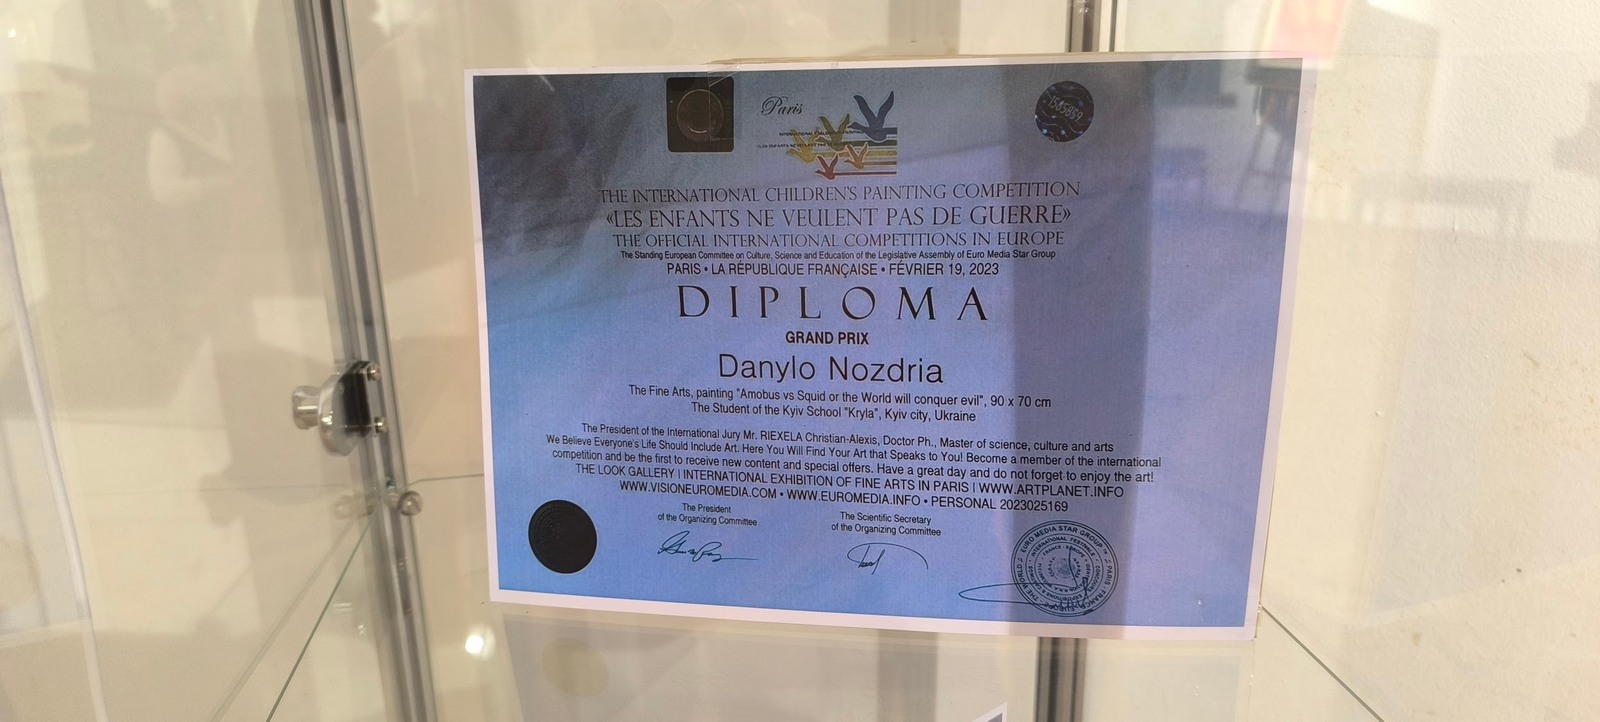 Paris
1585889
THE INTERNATIONAL CHILDREN'S PAINTING COMPETITION
«LES ENFANTS NE VEULENT PAS DE GUERRE»
THE OFFICIAL INTERNATIONAL COMPETITIONS IN EUROPE
The Standing European Committee on Culture, Science and Education of the Legislative Assembly of Euro Media Star Group
PARIS • LA RÉPUBLIQUE FRANÇAISE • FÉVRIER 19, 2023
DIPLOMA
GRAND PRIX
Danylo Nozdria
The Fine Arts, painting "Amobus vs Squid or the World will conquer evil", 90 x 70 cm
The Student of the Kyiv School "Kryla", Kyiv city, Ukraine
The President of the International Jury Mr. RIEXELA Christian-Alexis, Doctor Ph., Master of science, culture and arts
We Believe Everyone's Life Should Include Art. Here You Will Find Your Art that Speaks to You! Become a member of the international
competition and be the first to receive new content and special offers. Have a great day and do not forget to enjoy the art!
THE LOOK GALLERY | INTERNATIONAL EXHIBITION OF FINE ARTS IN PARIS | WWW.ARTPLANET.INFO
WWW.VISIONEUROMEDIA.COM • WWW.EUROMEDIA.INFO • PERSONAL 2023025169
The President
of the Organizing Committee
The Scientific Secretary
of the Organizing Committee
EURO MEDIA STAR GROUP